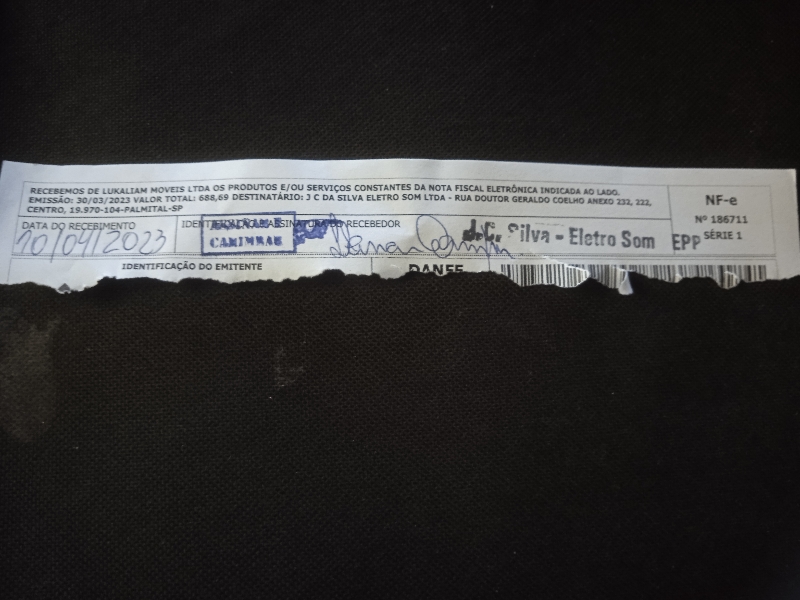 RECEBEMOS DE LUKALIAM MOVEIS LTDA OS PRODUTOS E/OU SERVIÇOS CONSTANTES DA NOTA FISCAL ELETRÔNICA INDICADA AO LADO.
EMISSÃO: 30/03/2023 VALOR TOTAL: 688,69 DESTINATÁRIO: J C DA SILVA ELETRO SOM LTDA - RUA DOUTOR GERALDO COELHO ANEXO 232, 222,
CENTRO, 19.970-104-PALMITAL-SP
NF-e
Nº 186711
SÉRIE 1
DATA DO RECEBIMENTO
10/04/2023
RECEBEDOR
CARIMBAR
Silva - Eletro Som EPP
IDENTIFICAÇÃO DO EMITENTE
DANFE